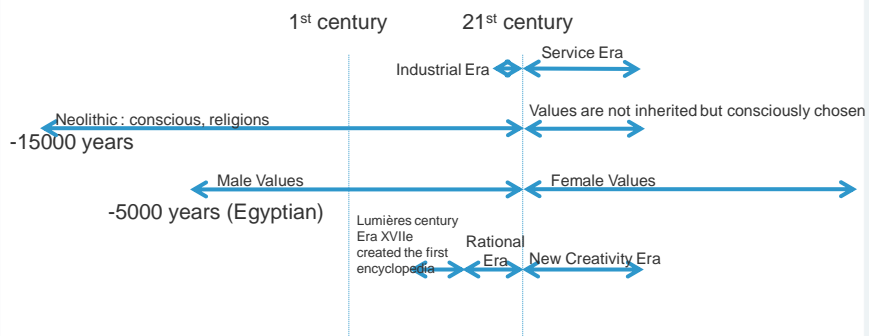 1st century
21st century
Service Era
Industrial Era
Neolithic : conscious, religions
Values are not inherited but consciously chosen
-15000 years
Male Values
Female Values
-5000 years (Egyptian)
Lumières century
Era XVIIe
created the first
encyclopedia
Rational
Era
New Creativity Era